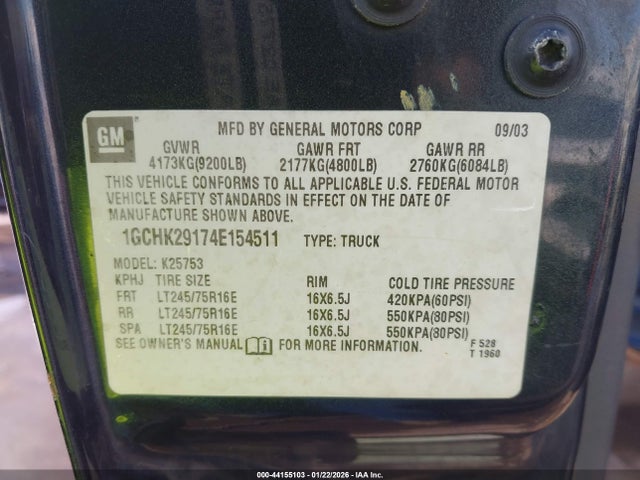 GM
MFD BY GENERAL MOTORS CORP 09/03
GVWR GAWR FRT GAWR RR
4173KG(9200LB) 2177KG(4800LB) 2760KG(6084LB)
THIS VEHICLE CONFORMS TO ALL APPLICABLE U.S. FEDERAL MOTOR
VEHICLE SAFETY STANDARDS IN EFFECT ON THE DATE OF
MANUFACTURE SHOWN ABOVE.
1GCHK29174E154511 TYPE: TRUCK
MODEL: K25753
KPHJ TIRE SIZE RIM COLD TIRE PRESSURE
FRT LT245/75R16E 16X6.5J 420KPA(60PSI)
RR LT245/75R16E 16X6.5J 550KPA(80PSI)
SPA LT245/75R16E 16X6.5J 550KPA(80PSI)
SEE OWNER'S MANUAL FOR MORE INFORMATION.
F 528
T 1960
000-44155103 - 01/22/2026 - IAA Inc.